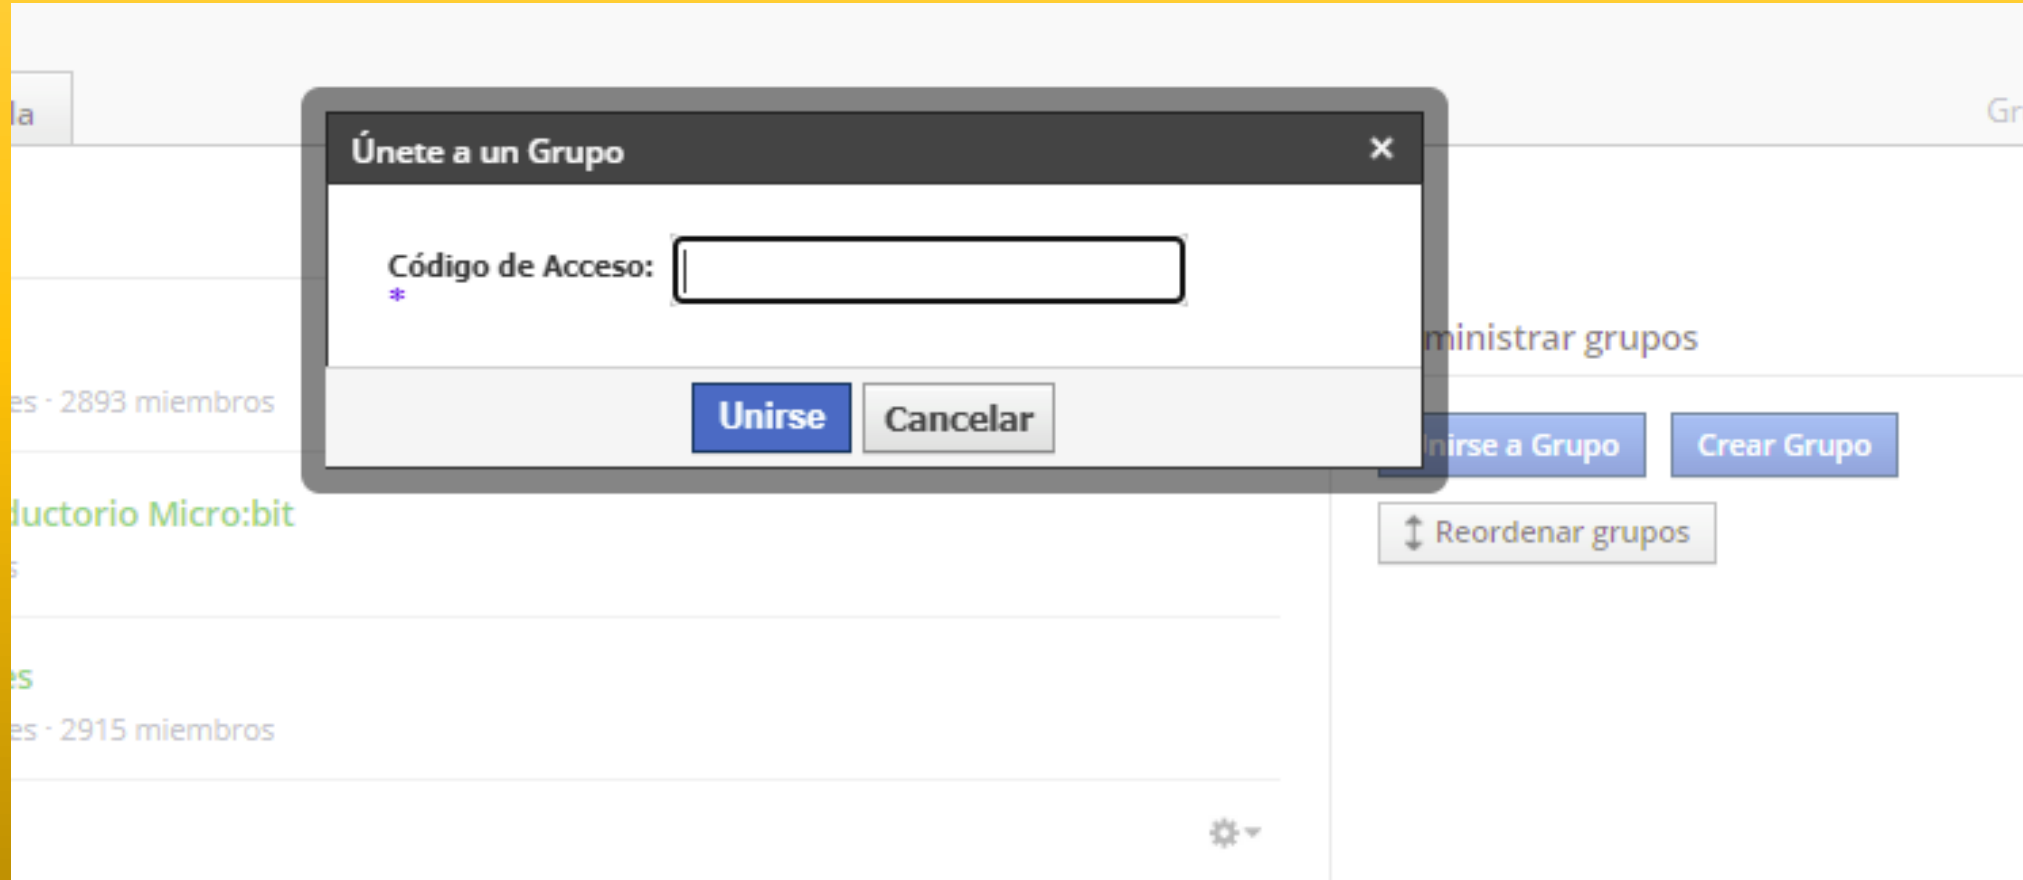 la
Gr
Únete a un Grupo
Código de Acceso:
*
ministrar grupos
es · 2893 miembros
Unirse
Cancelar
nirse a Grupo
Crear Grupo
ductorio Micro:bit
Reordenar grupos
s
es
es · 2915 miembros